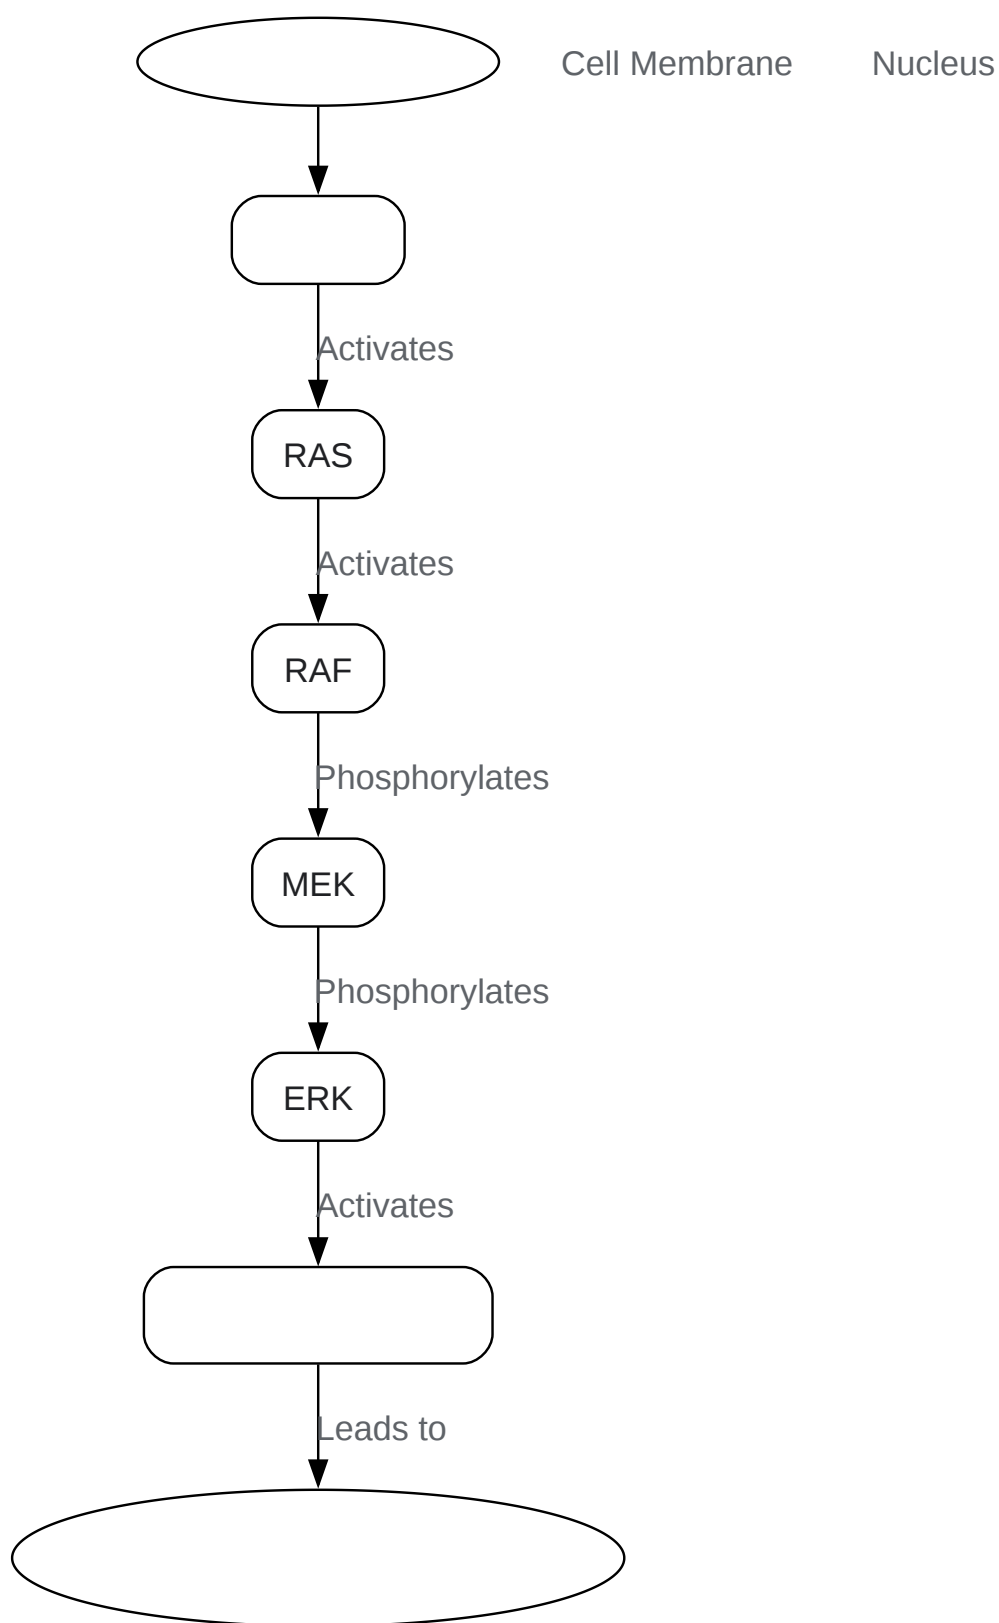 Cell Membrane
Nucleus
Activates
RAS
Activates
RAF
Phosphorylates
MEK
Phosphorylates
ERK
Activates
Leads to